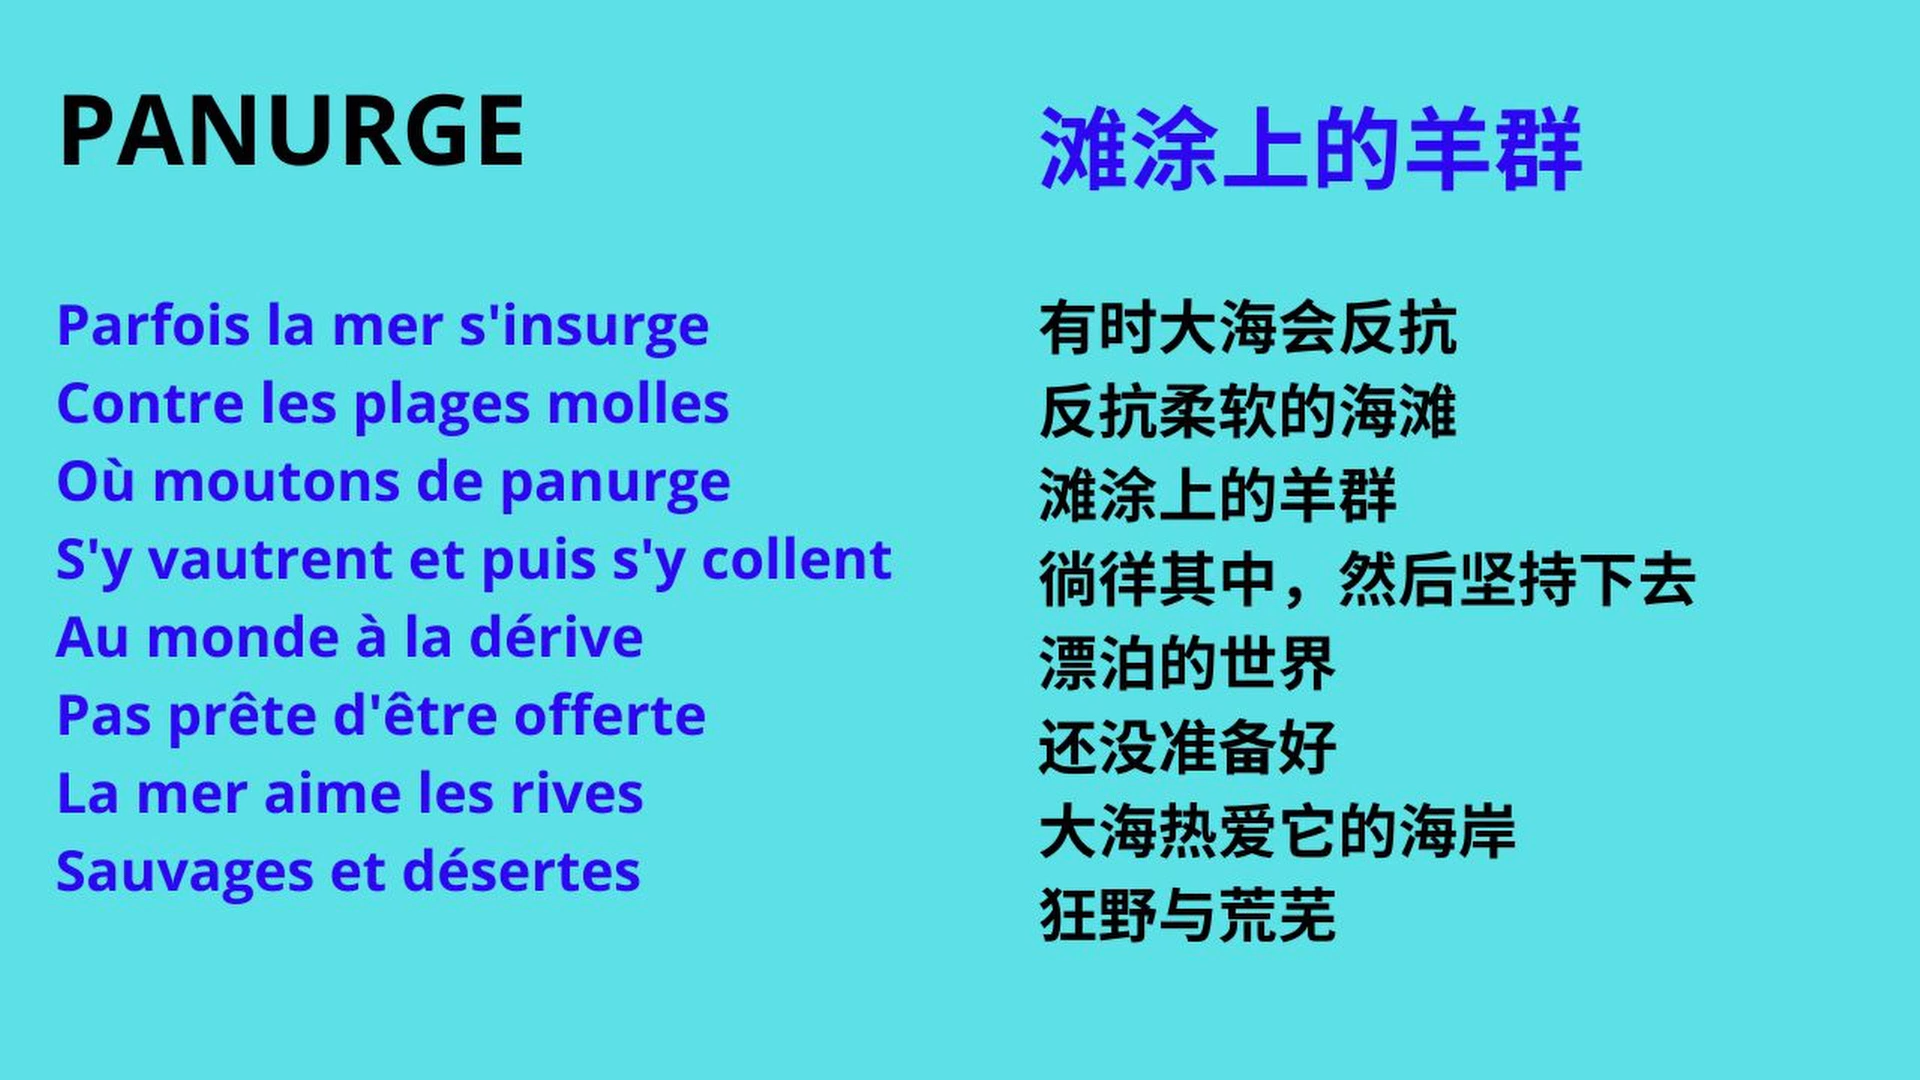 PANURGE
Parfois la mer s'insurge
Contre les plages molles
Où moutons de panurge
S'y vautrent et puis s'y collent
Au monde à la dérive
Pas prête d'être offerte
La mer aime les rives
Sauvages et désertes
滩涂上的羊群
有时大海会反抗
反抗柔软的海滩
滩涂上的羊群
徜徉其中，然后坚持下去
漂泊的世界
还没准备好
大海热爱它的海岸
狂野与荒芜